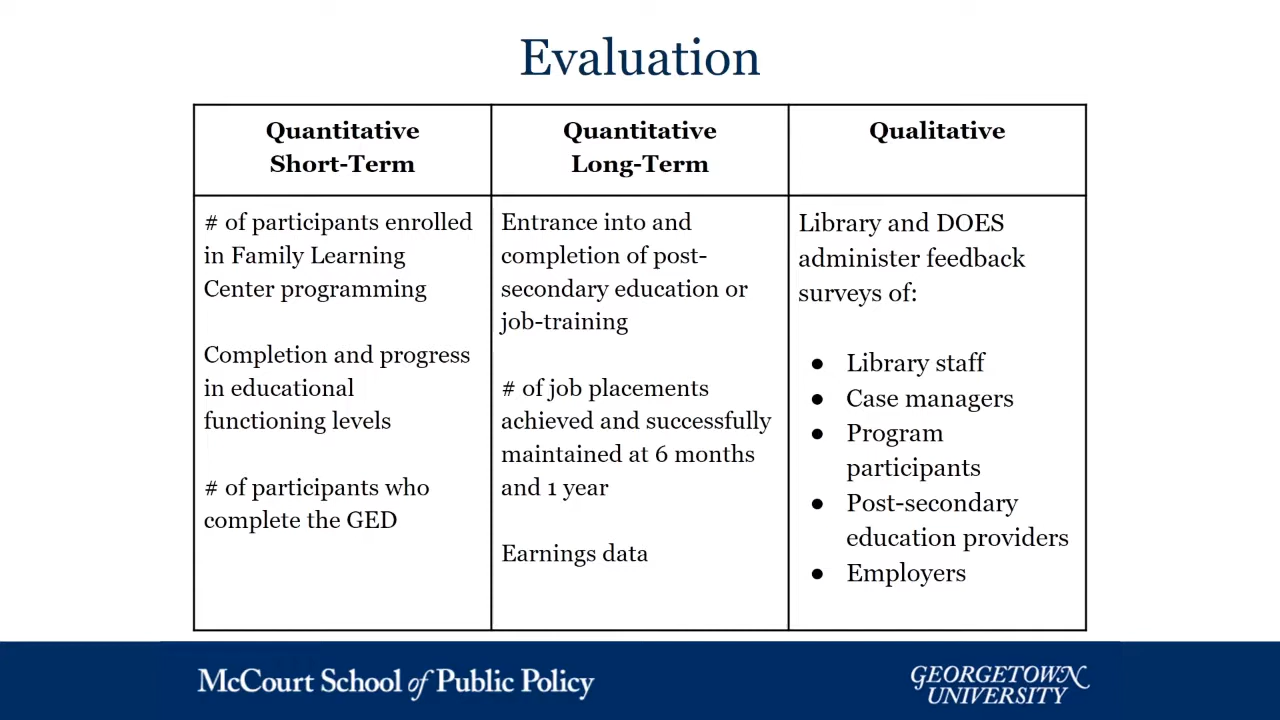 Evaluation
Quantitative
Short-Term
Quantitative
Long-Term
Qualitative
# of participants enrolled
in Family Learning
Center programming
Completion and progress
in educational
functioning levels
# of participants who
complete the GED
Entrance into and
completion of post-
secondary education or
job-training
# of job placements
achieved and successfully
maintained at 6 months
and 1 year
Earnings data
Library and DOES
administer feedback
surveys of:
● Library staff
● Case managers
● Program
participants
● Post-secondary
education providers
● Employers
McCourt School of Public Policy
GEORGETOWN
UNIVERSITY